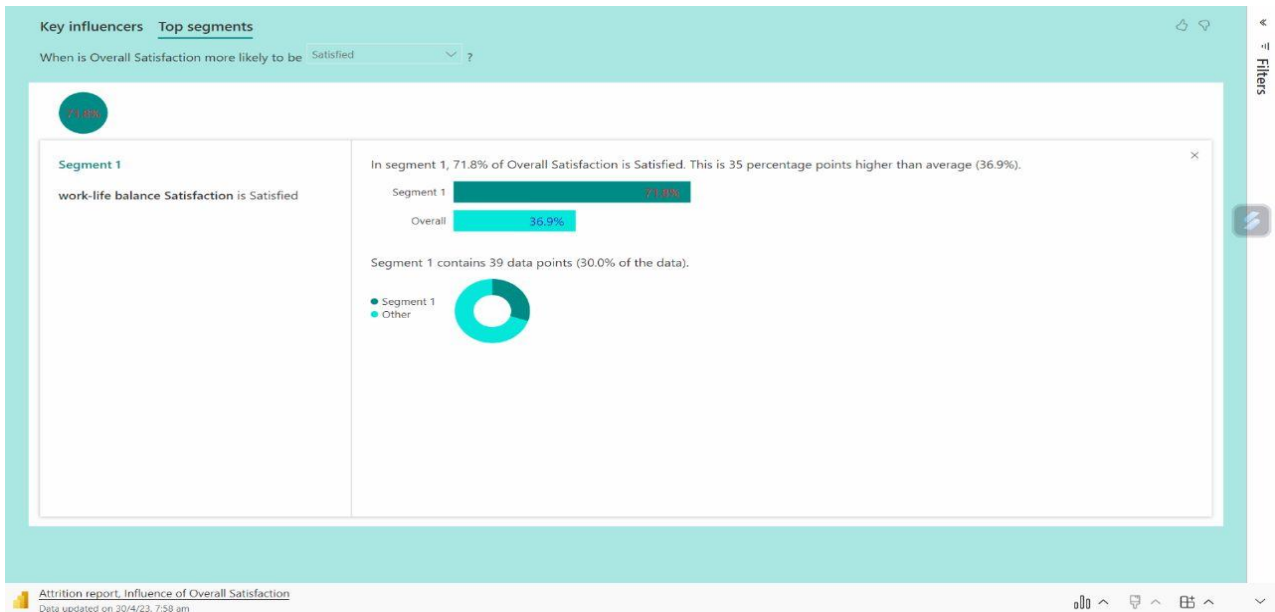 Key influencers Top segments
When is Overall Satisfaction more likely to be Satisfied ?
Filters
71.8%
Segment 1
work-life balance Satisfaction is Satisfied
In segment 1, 71.8% of Overall Satisfaction is Satisfied. This is 35 percentage points higher than average (36.9%).
Segment 1 71.8%
Overall 36.9%
Segment 1 contains 39 data points (30.0% of the data).
Segment 1
Other
Attrition report, Influence of Overall Satisfaction
Data updated on 30/4/23, 7:58 am